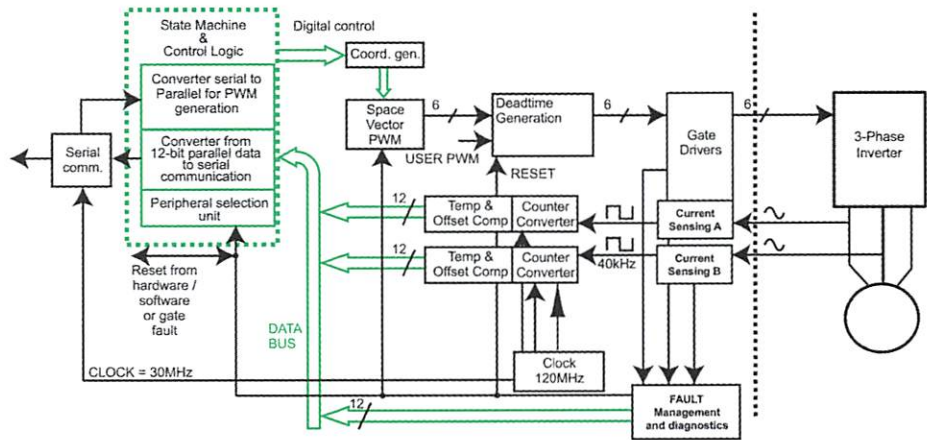 State Machine
&
Control Logic
Digital control
Coord. gen.
Converter serial to
Parallel for PWM
generation
Space
Vector
PWM
6
Deadtime
Generation
6
Gate
Drivers
6
3-Phase
Inverter
Serial
comm.
Converter from
12-bit parallel data
to serial
communication
USER PWM
RESET
Peripheral selection
unit
12
Temp &
Offset Comp
Counter
Converter
Current
Sensing A
12
Temp &
Offset Comp
Counter
Converter
40kHz
Current
Sensing B
Reset from
hardware /
software
or gate
fault
DATA
BUS
CLOCK = 30MHz
Clock
120MHz
12
FAULT
Management
and diagnostics